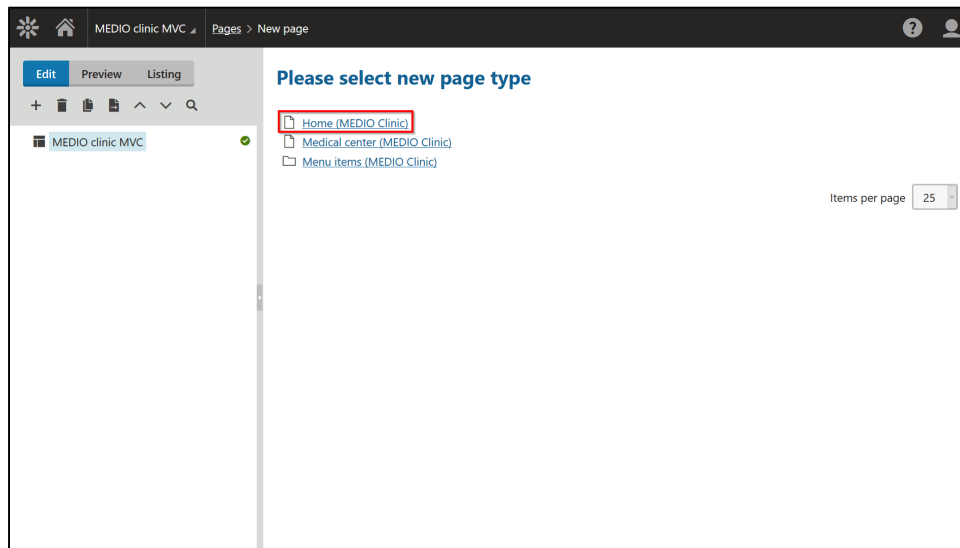 MEDIO clinic MVC Pages > New page ?
Edit Preview Listing
MEDIO clinic MVC
Please select new page type
Home (MEDIO Clinic)
Medical center (MEDIO Clinic)
Menu items (MEDIO Clinic)
Items per page 25